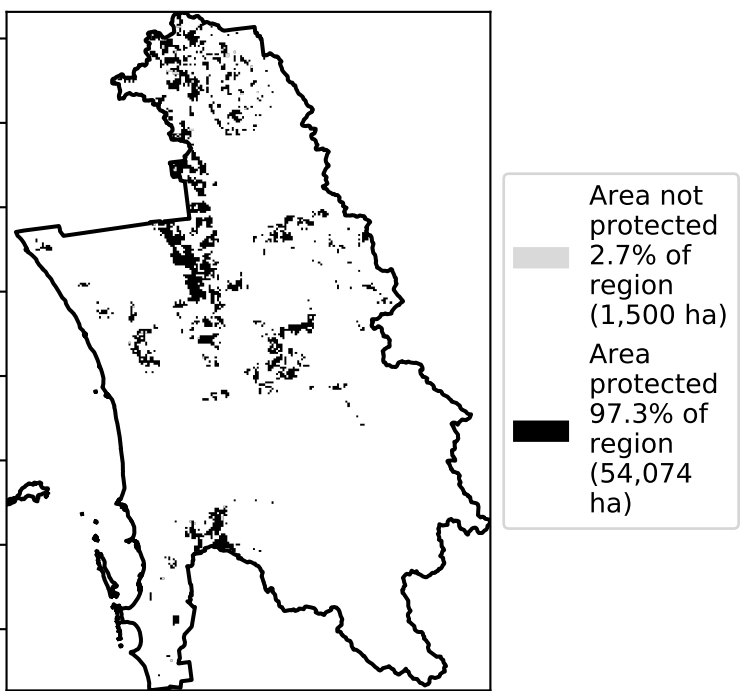 Area not
protected
2.7% of
region
(1,500 ha)
Area
protected
97.3% of
region
(54,074
ha)